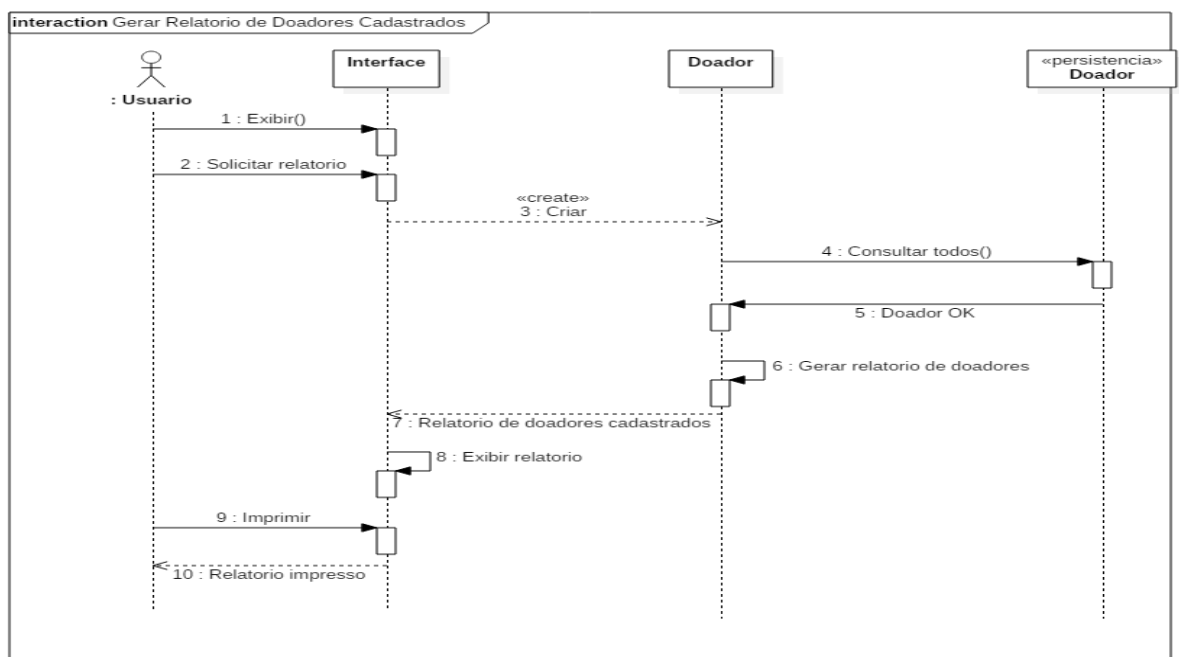 interaction Gerar Relatorio de Doadores Cadastrados
: Usuario
Interface
Doador
«persistencia»
Doador
1 : Exibir()
2 : Solicitar relatorio
«create»
3 : Criar
4 : Consultar todos()
5 : Doador OK
6 : Gerar relatorio de doadores
7 : Relatorio de doadores cadastrados
8 : Exibir relatorio
9 : Imprimir
10 : Relatorio impresso